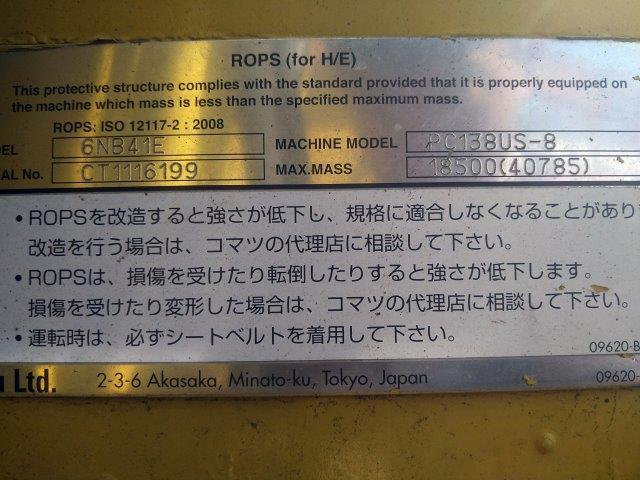 ROPS (for H/E)
This protective structure complies with the standard provided that it is properly equipped on
the machine which mass is less than the specified maximum mass.
ROPS: ISO 12117-2 : 2008
DEL 6NB41E MACHINE MODEL PC138US-8
AL No. CT1116199 MAX.MASS 18500(40785)
•ROPSを改造すると強さが低下し、規格に適合しなくなることがあり
改造を行う場合は、コマツの代理店に相談して下さい。
•ROPSは、損傷を受けたり転倒したりすると強さが低下します。
損傷を受けたり変形した場合は、コマツの代理店に相談して下さい。
•運転時は、必ずシートベルトを着用して下さい。
09620-B
u Ltd. 2-3-6 Akasaka, Minato-ku, Tokyo, Japan 09620-